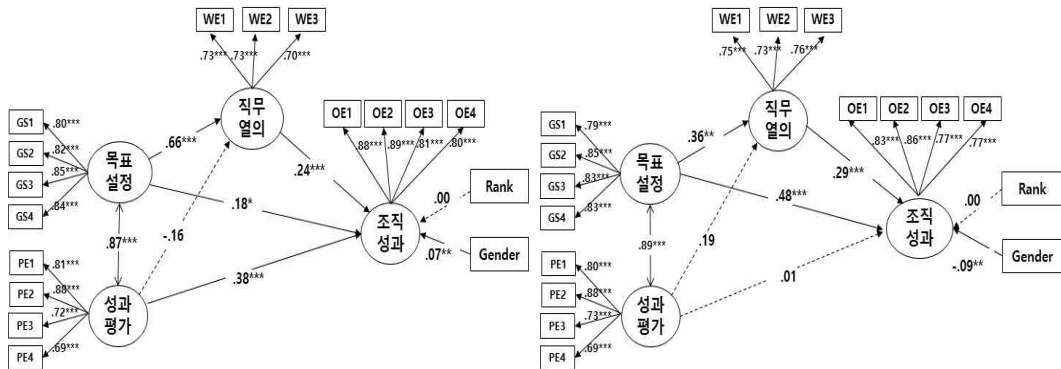 WE1 WE2 WE3
.73*** .73*** .70***
직무
열의
OE1 OE2 OE3 OE4
.88*** .89*** .81*** .80***
GS1 .80***
GS2 .82***
GS3 .85***
GS4 .84***
목표
설정
.66***
.24***
.18*
Rank
.00
조직
성과
.07**
Gender
.87***
-.16
.38***
PE1 .81***
PE2 .88***
PE3 .72***
PE4 .69***
성과
평가
WE1 WE2 WE3
.75*** .73*** .76***
직무
열의
OE1 OE2 OE3 OE4
.83*** .86*** .77*** .77***
GS1 .79***
GS2 .85***
GS3 .83***
GS4 .83***
목표
설정
.36**
.29***
.48***
Rank
.00
조직
성과
-.09**
Gender
.89***
.19
.01
PE1 .80***
PE2 .88***
PE3 .73***
PE4 .69***
성과
평가